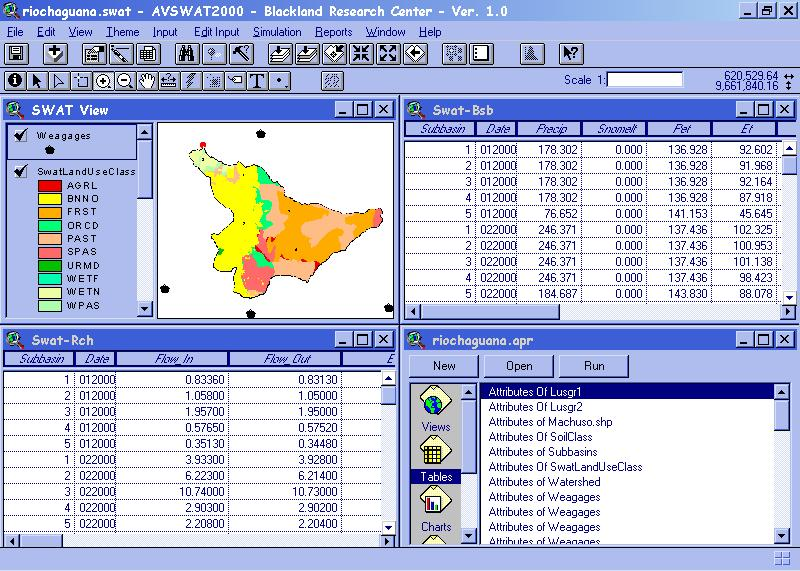 riochaguana.swat - AVSWAT2000 - Blackland Research Center - Ver. 1.0
File Edit View Theme Input Edit Input Simulation Reports Window Help
Scale 1: 620,529.64
9,661,840.16
SWAT View
Weagages
SwatLandUseClass
AGRL
BNNO
FRST
ORCD
PAST
SPAS
URMD
WETF
WETN
WPAS
Swat-Bsb
Subbasin Date Precip Snomelt Pet Et
1 012000 178.302 0.000 136.928 92.602
2 012000 178.302 0.000 136.928 91.968
3 012000 178.302 0.000 136.928 92.164
4 012000 178.302 0.000 136.928 87.918
5 012000 76.652 0.000 141.153 45.645
1 022000 246.371 0.000 137.436 102.325
2 022000 246.371 0.000 137.436 100.953
3 022000 246.371 0.000 137.436 101.138
4 022000 246.371 0.000 137.436 98.423
5 022000 184.687 0.000 143.830 88.078
Swat-Rch
Subbasin Date Flow_In Flow_Out E
1 012000 0.83360 0.83130
2 012000 1.05800 1.05000
3 012000 1.95700 1.95000
4 012000 0.57650 0.57520
5 012000 0.35130 0.34480
1 022000 3.93300 3.92800
2 022000 6.22300 6.21400
3 022000 10.74000 10.73000
4 022000 2.90300 2.90200
5 022000 2.20800 2.20400
riochaguana.apr
New Open Run
Views
Tables
Charts
Attributes Of Lusgr1
Attributes Of Lusgr2
Attributes of Machuso.shp
Attributes Of SoilClass
Attributes of Subbasins
Attributes Of SwatLandUseClass
Attributes of Watershed
Attributes of Weagages
Attributes of Weagages
Attributes of Weagages
Attributes of Weagages